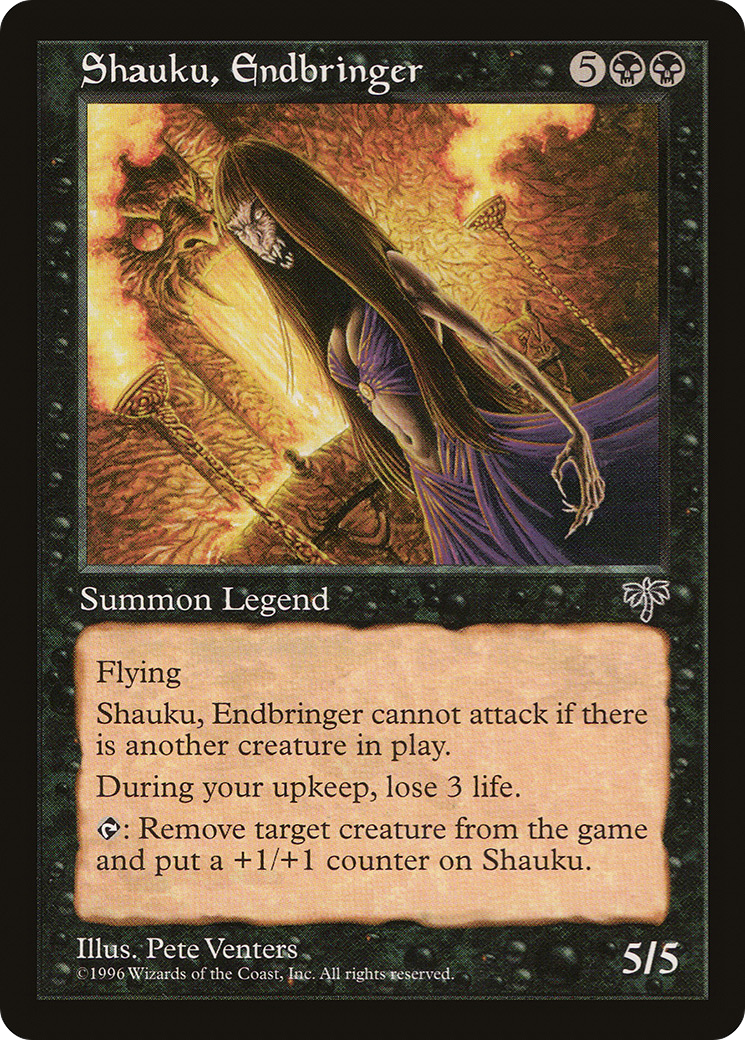 Shauku, Endbringer 5
Summon Legend
Flying
Shauku, Endbringer cannot attack if there
is another creature in play.
During your upkeep, lose 3 life.
: Remove target creature from the game
and put a +1/+1 counter on Shauku.
Illus. Pete Venters
©1996 Wizards of the Coast, Inc. All rights reserved.
5/5